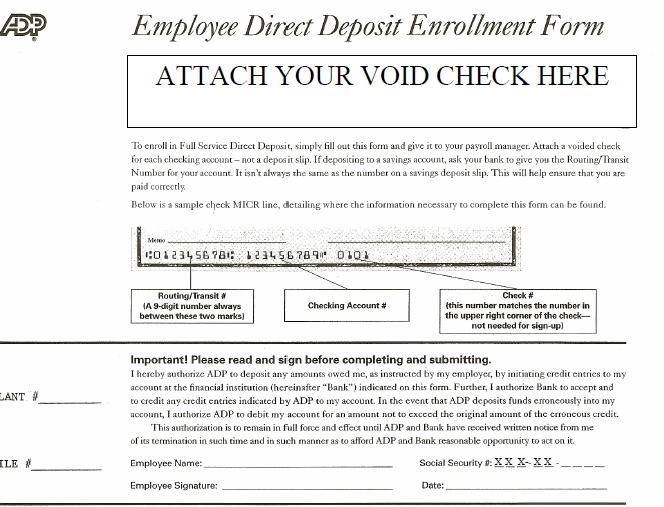 ADP®
Employee Direct Deposit Enrollment Form
ATTACH YOUR VOID CHECK HERE
To enroll in Full Service Direct Deposit, simply fill out this form and give it to your payroll manager. Attach a voided check
for each checking account – not a deposit slip. If depositing to a savings account, ask your bank to give you the Routing/Transit
Number for your account. It isn't always the same as the number on a savings deposit slip. This will help ensure that you are
paid correctly.
Below is a sample check MICR line, detailing where the information necessary to complete this form can be found.
Memo
⑆012345678⑆ 123456789⑈ 0101
Routing/Transit #
(A 9-digit number always
between these two marks)
Checking Account #
Check #
(this number matches the number in
the upper right corner of the check—
not needed for sign-up)
Important! Please read and sign before completing and submitting.
I hereby authorize ADP to deposit any amounts owed me, as instructed by my employer, by initiating credit entries to my
account at the financial institution (hereinafter "Bank") indicated on this form. Further, I authorize Bank to accept and
to credit any credit entries indicated by ADP to my account. In the event that ADP deposits funds erroneously into my
account, I authorize ADP to debit my account for an amount not to exceed the original amount of the erroneous credit.
This authorization is to remain in full force and effect until ADP and Bank have received written notice from me
of its termination in such time and in such manner as to afford ADP and Bank reasonable opportunity to act on it.
LANT #
ILE #
Employee Name: Social Security #: XXX-XX-____
Employee Signature: Date: